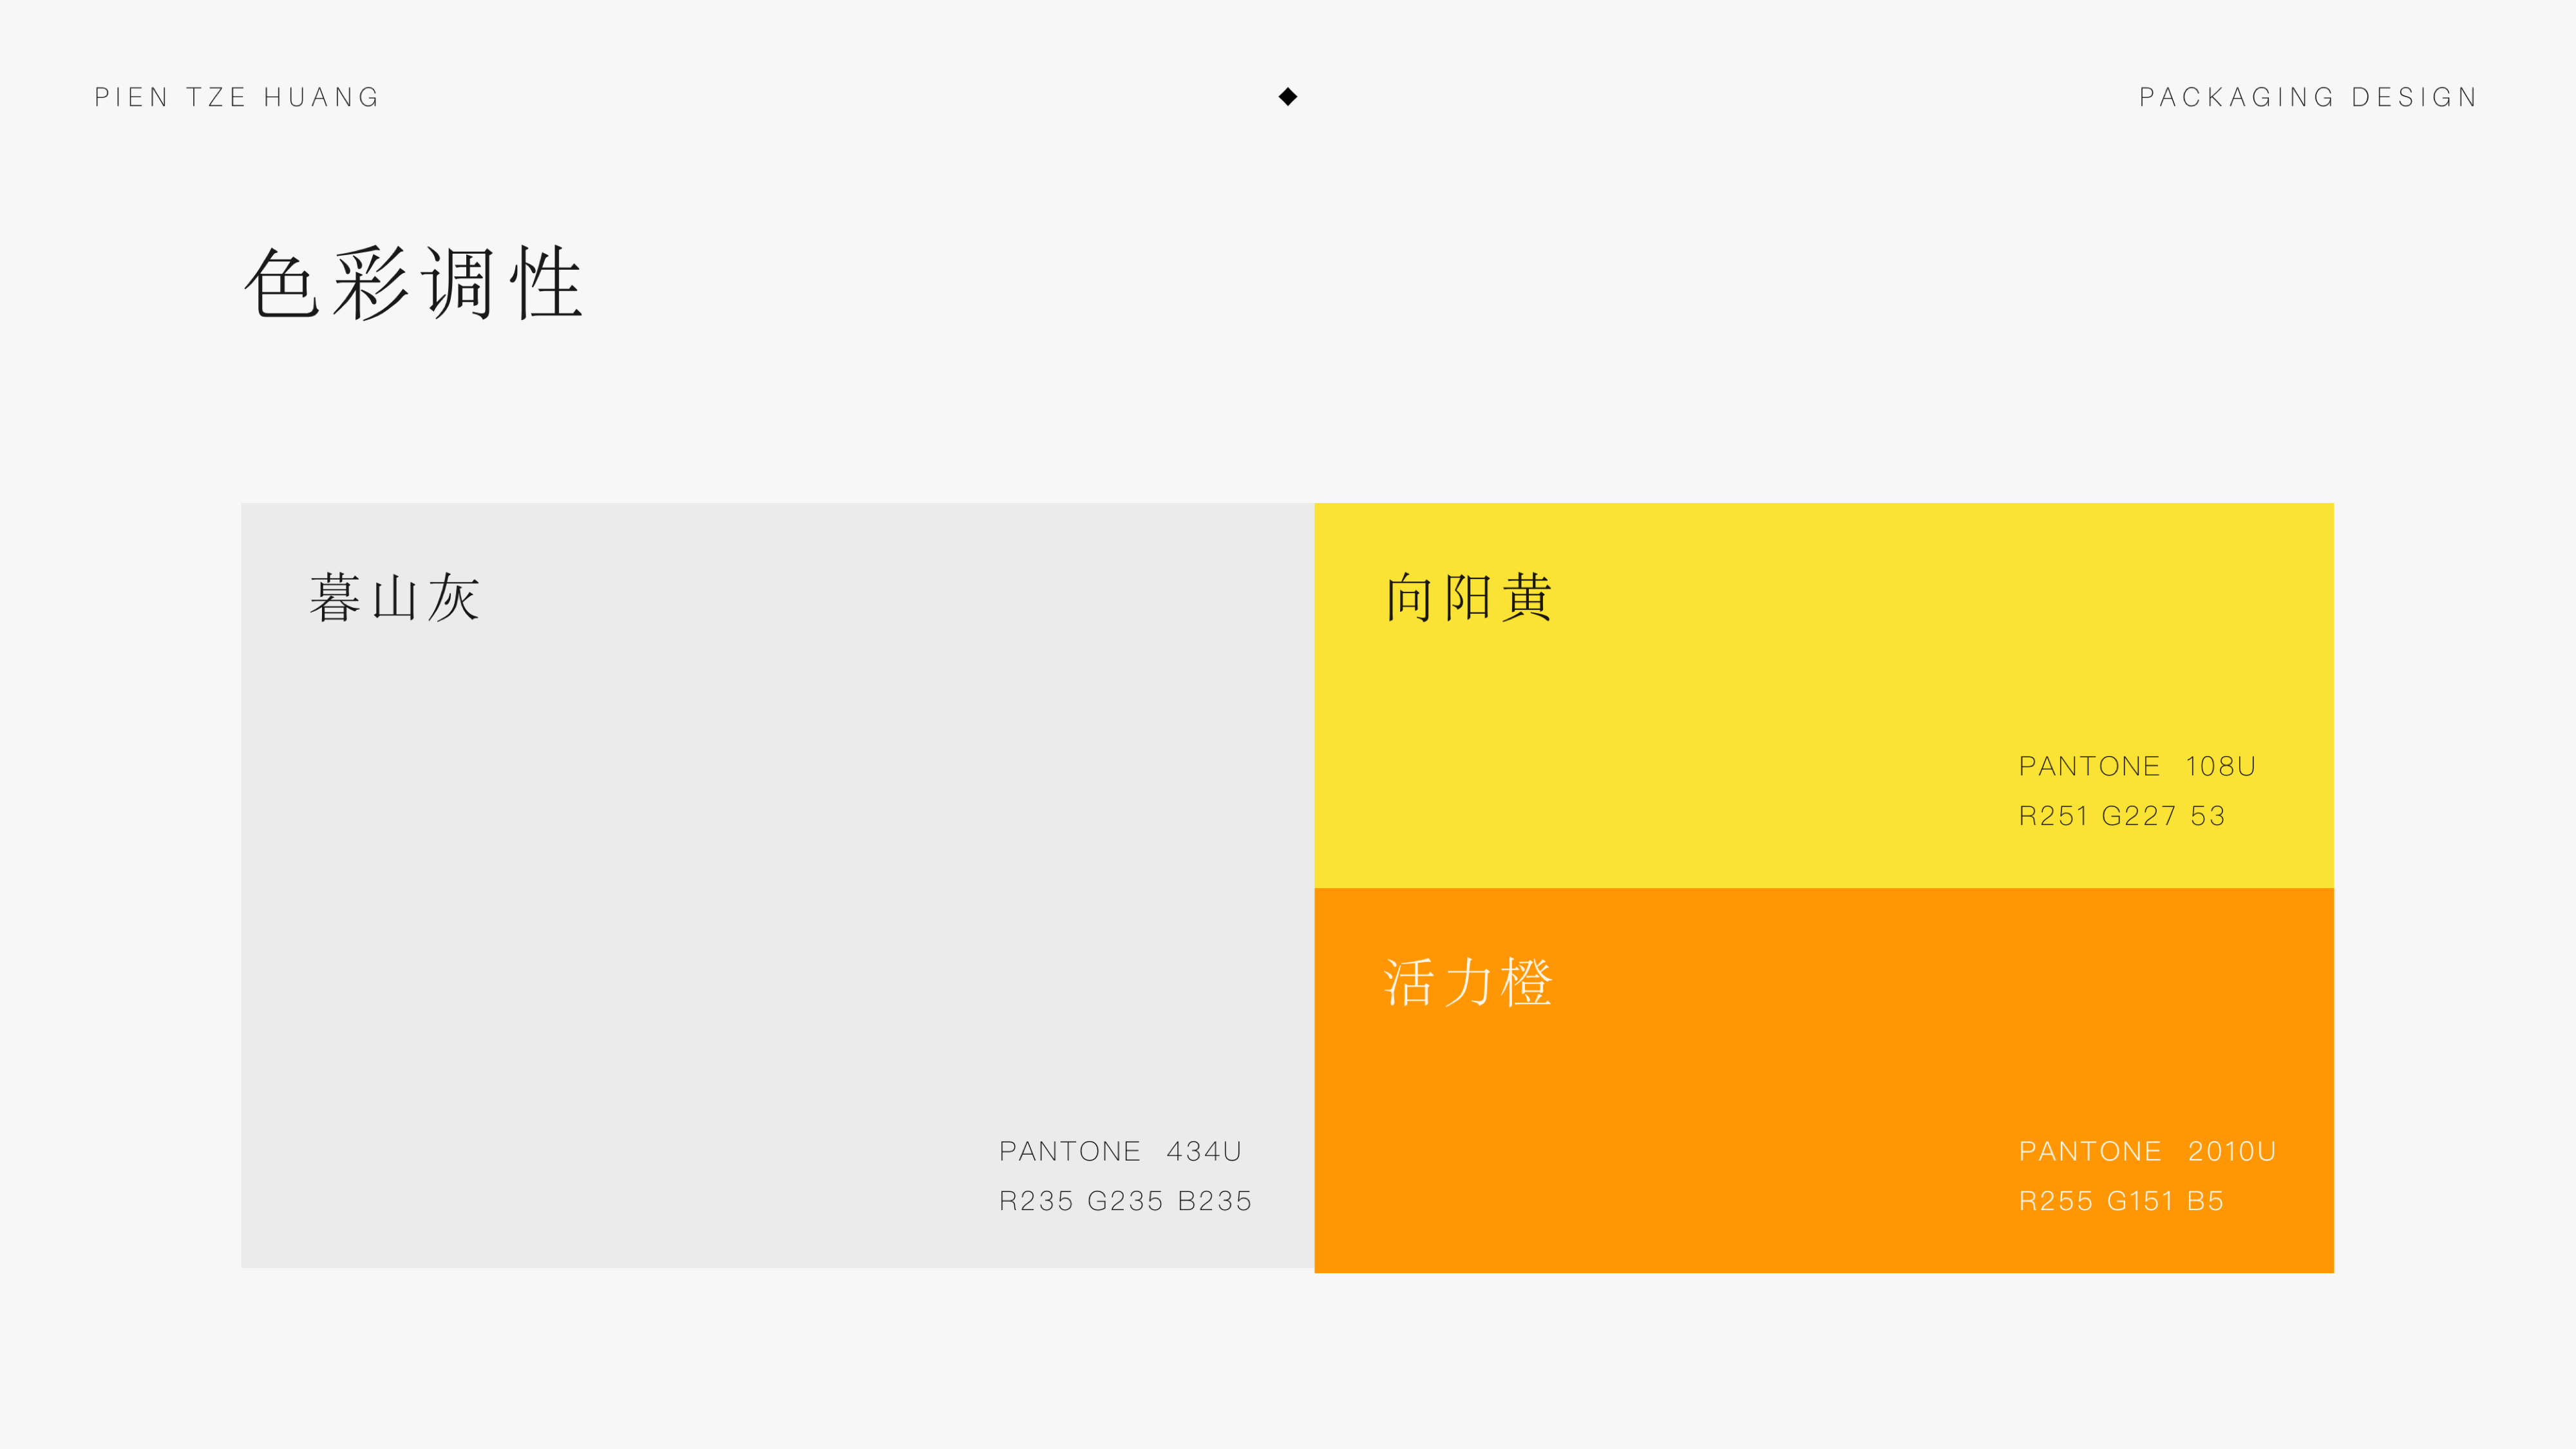 PIEN TZE HUANG
PACKAGING DESIGN
色彩调性
暮山灰
PANTONE 434U
R235 G235 B235
向阳黄
PANTONE 108U
R251 G227 53
活力橙
PANTONE 2010U
R255 G151 B5